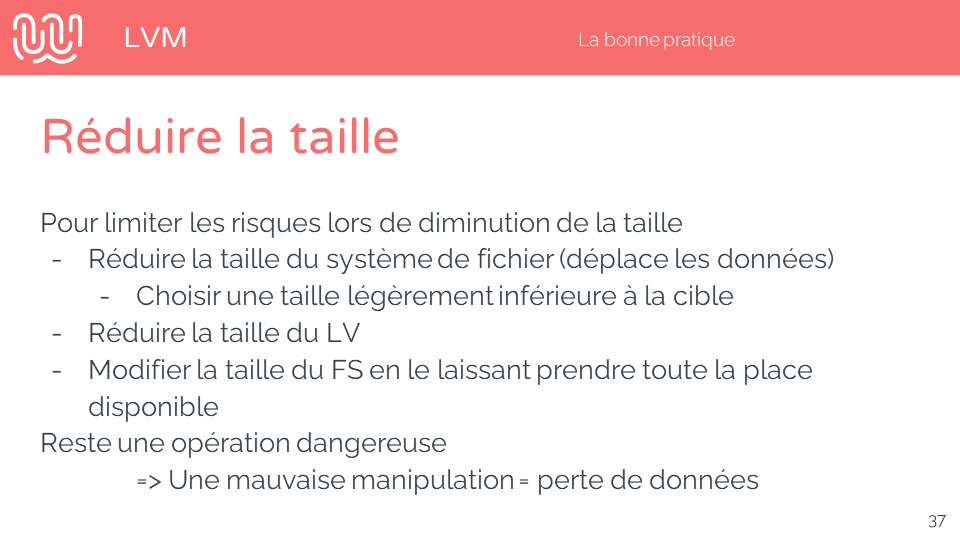 LVM
La bonne pratique
Réduire la taille
Pour limiter les risques lors de diminution de la taille
- Réduire la taille du système de fichier (déplace les données)
- Choisir une taille légèrement inférieure à la cible
- Réduire la taille du LV
- Modifier la taille du FS en le laissant prendre toute la place
disponible
Reste une opération dangereuse
=> Une mauvaise manipulation = perte de données
37